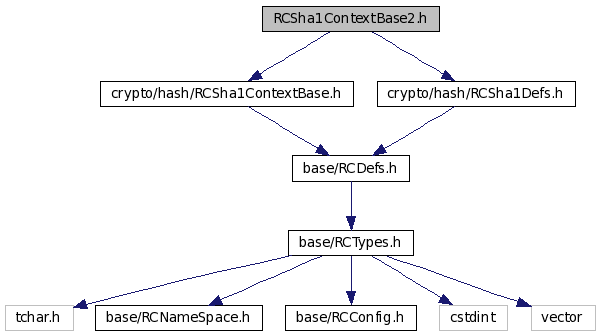 RCSha1ContextBase2.h
crypto/hash/RCSha1ContextBase.h
crypto/hash/RCSha1Defs.h
base/RCDefs.h
base/RCTypes.h
tchar.h
base/RCNameSpace.h
base/RCConfig.h
cstdint
vector